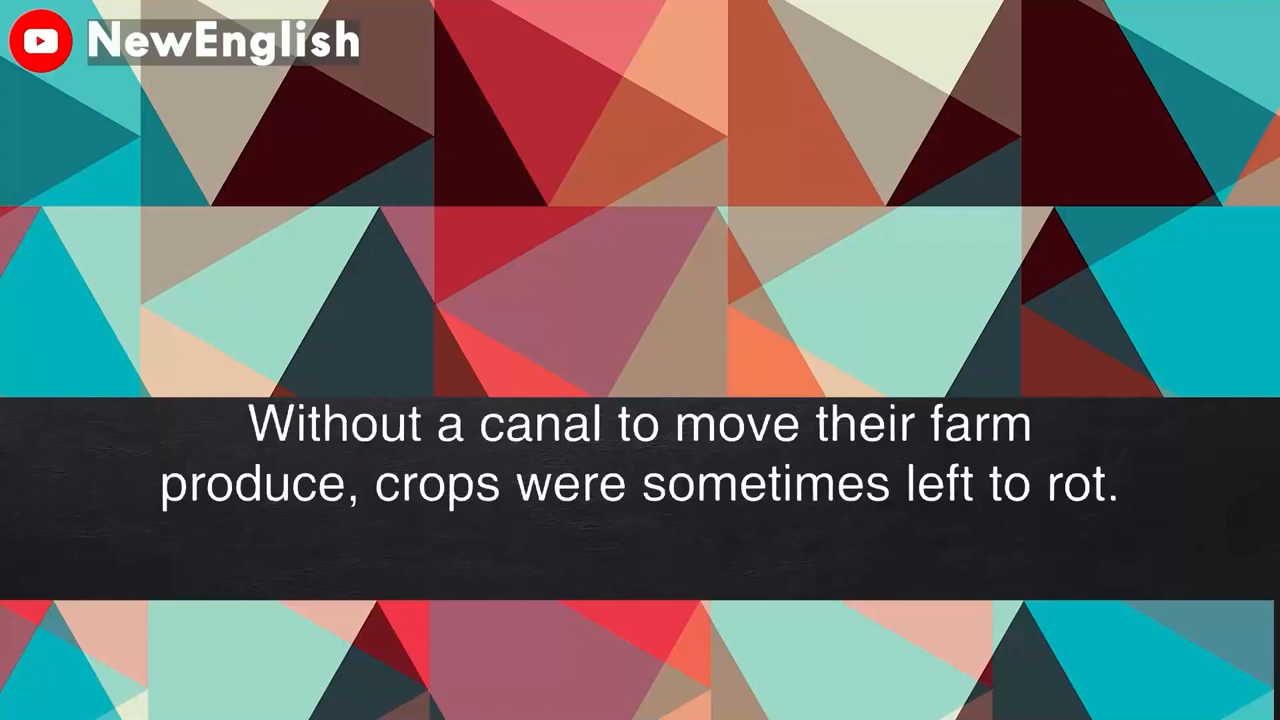 NewEnglish
Without a canal to move their farm
produce, crops were sometimes left to rot.